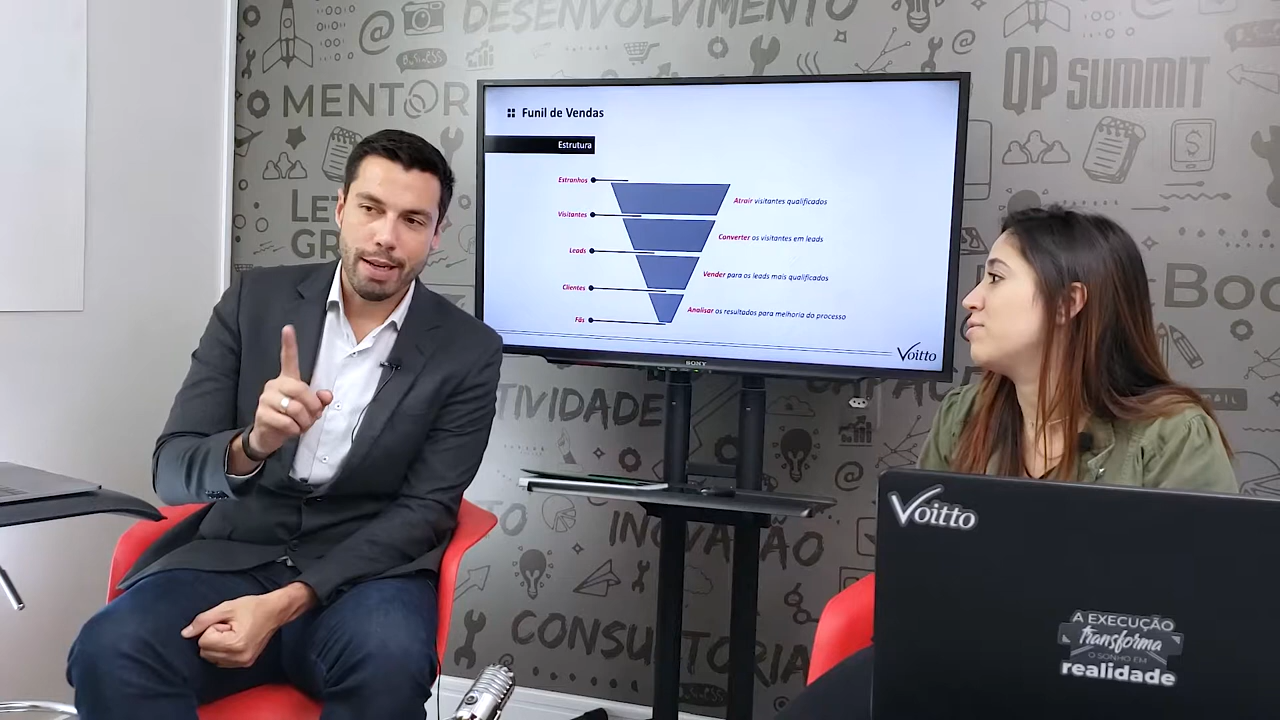 DESENVOLVIMENTO
MENTOR
QP SUMMIT
Funil de Vendas
Estrutura
Estranhos
Atrair visitantes qualificados
Visitantes
Converter os visitantes em leads
Leads
Vender para os leads mais qualificados
Clientes
Analisar os resultados para melhoria do processo
Fãs
Voitto
SONY
INOVAÇÃO
CONSULTORIA
Voitto
A EXECUÇÃO
transforma
O SONHO EM
realidade